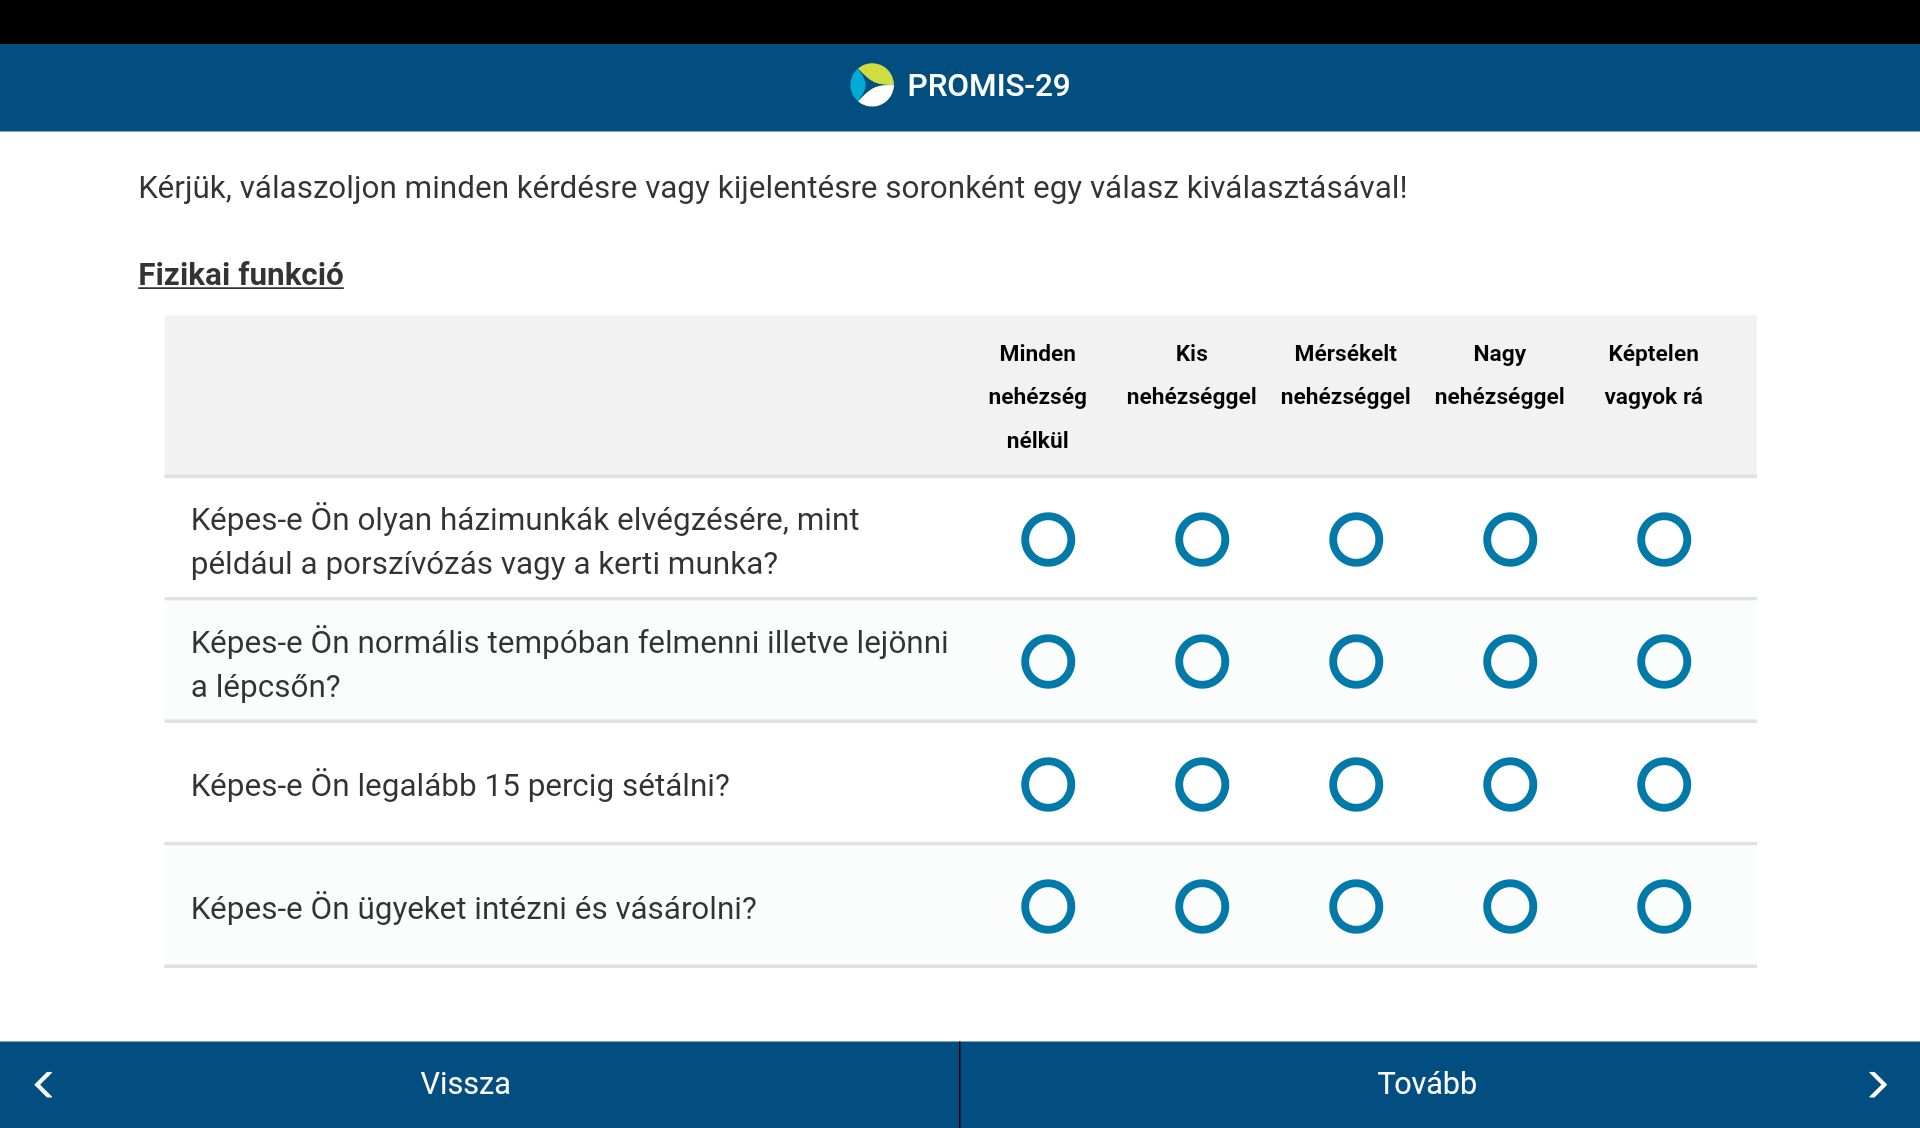 PROMIS-29
Kérjük, válaszoljon minden kérdésre vagy kijelentésre soronként egy válasz kiválasztásával!
Fizikai funkció
Minden nehézség nélkül
Kis nehézséggel
Mérsékelt nehézséggel
Nagy nehézséggel
Képtelen vagyok rá
Képes-e Ön olyan házimunkák elvégzésére, mint
például a porszívózás vagy a kerti munka?
Képes-e Ön normális tempóban felmenni illetve lejönni
a lépcsőn?
Képes-e Ön legalább 15 percig sétálni?
Képes-e Ön ügyeket intézni és vásárolni?
Vissza
Tovább